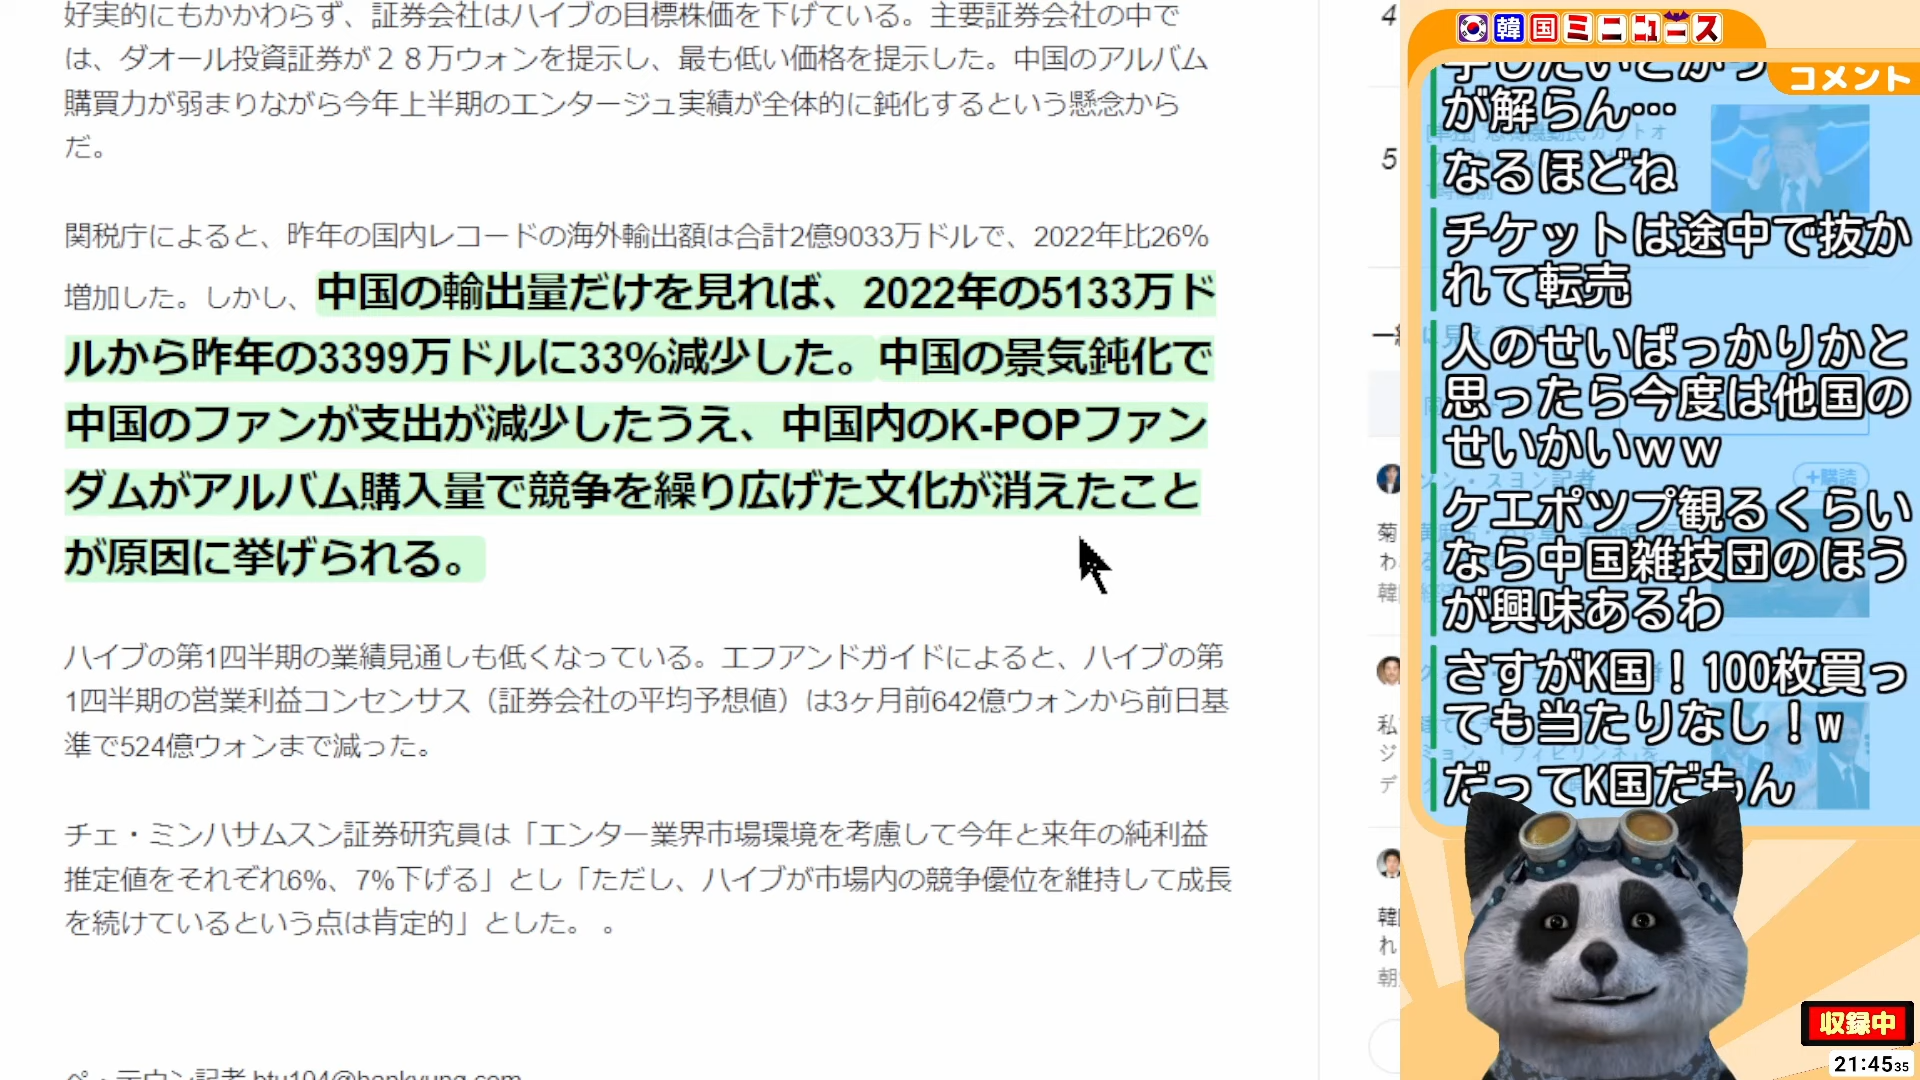 好実的にもかかわらず、証券会社はハイブの目標株価を下げている。主要証券会社の中で
は、ダオール投資証券が２８万ウォンを提示し、最も低い価格を提示した。中国のアルバム
購買力が弱まりながら今年上半期のエンタージュ実績が全体的に鈍化するという懸念から
だ。
関税庁によると、昨年の国内レコードの海外輸出額は合計2億9033万ドルで、2022年比26%
増加した。しかし、中国の輸出量だけを見れば、2022年の5133万ド
ルから昨年の3399万ドルに33%減少した。中国の景気鈍化で
中国のファンが支出が減少したうえ、中国内のK-POPファン
ダムがアルバム購入量で競争を繰り広げた文化が消えたこと
が原因に挙げられる。
ハイブの第1四半期の業績見通しも低くなっている。エフアンドガイドによると、ハイブの第
1四半期の営業利益コンセンサス（証券会社の平均予想値）は3ヶ月前642億ウォンから前日基
準で524億ウォンまで減った。
チェ・ミンハサムスン証券研究員は「エンター業界市場環境を考慮して今年と来年の純利益
推定値をそれぞれ6%、7%下げる」とし「ただし、ハイブが市場内の競争優位を維持して成長
を続けているという点は肯定的」とした。 。
4
5
韓国ミニニュース
コメント
が解らん…
なるほどね
チケットは途中で抜か
れて転売
人のせいばっかりかと
思ったら今度は他国の
せいかいｗｗ
ケエポツプ観るくらい
なら中国雑技団のほう
が興味あるわ
さすがK国！100枚買っ
ても当たりなし！w
だってK国だもん
+購読
収録中
21:45 35